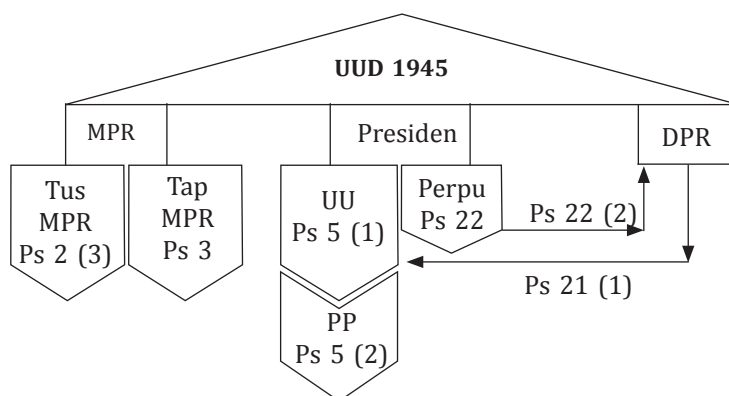 UUD 1945
MPR
Presiden
DPR
Tus
MPR
Ps 2 (3)
Tap
MPR
Ps 3
UU
Ps 5 (1)
Perpu
Ps 22
Ps 22 (2)
Ps 21 (1)
PP
Ps 5 (2)